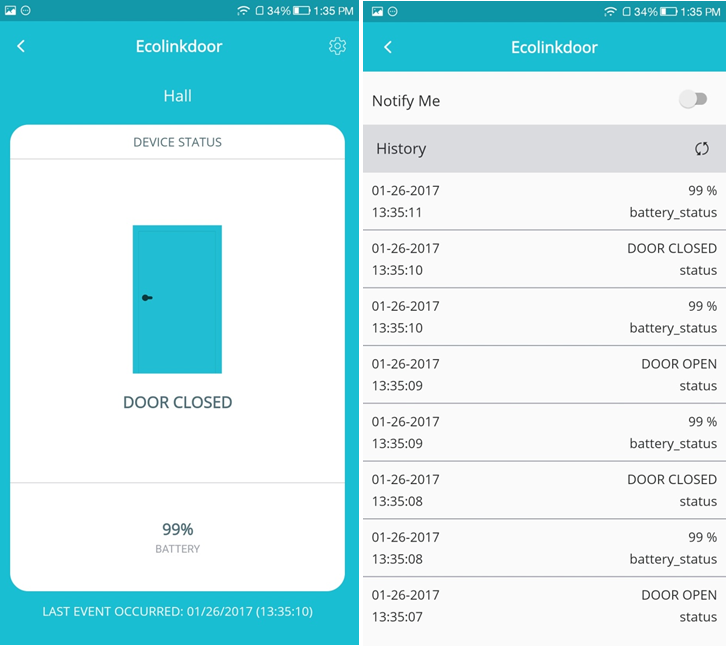 34% 1:35 PM
Ecolinkdoor
Hall
DEVICE STATUS
DOOR CLOSED
99%
BATTERY
LAST EVENT OCCURRED: 01/26/2017 (13:35:10)
34% 1:35 PM
Ecolinkdoor
Notify Me
History
01-26-2017 99 %
13:35:11 battery_status
01-26-2017 DOOR CLOSED
13:35:10 status
01-26-2017 99 %
13:35:10 battery_status
01-26-2017 DOOR OPEN
13:35:09 status
01-26-2017 99 %
13:35:09 battery_status
01-26-2017 DOOR CLOSED
13:35:08 status
01-26-2017 99 %
13:35:08 battery_status
01-26-2017 DOOR OPEN
13:35:07 status